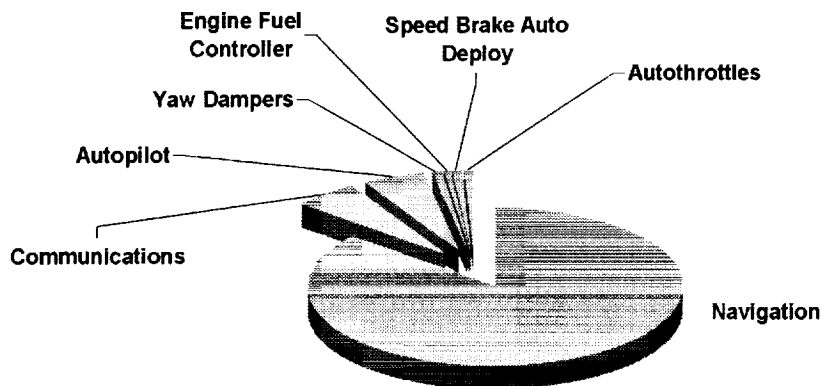 Engine Fuel
Controller
Speed Brake Auto
Deploy
Autothrottles
Yaw Dampers
Autopilot
Communications
Navigation